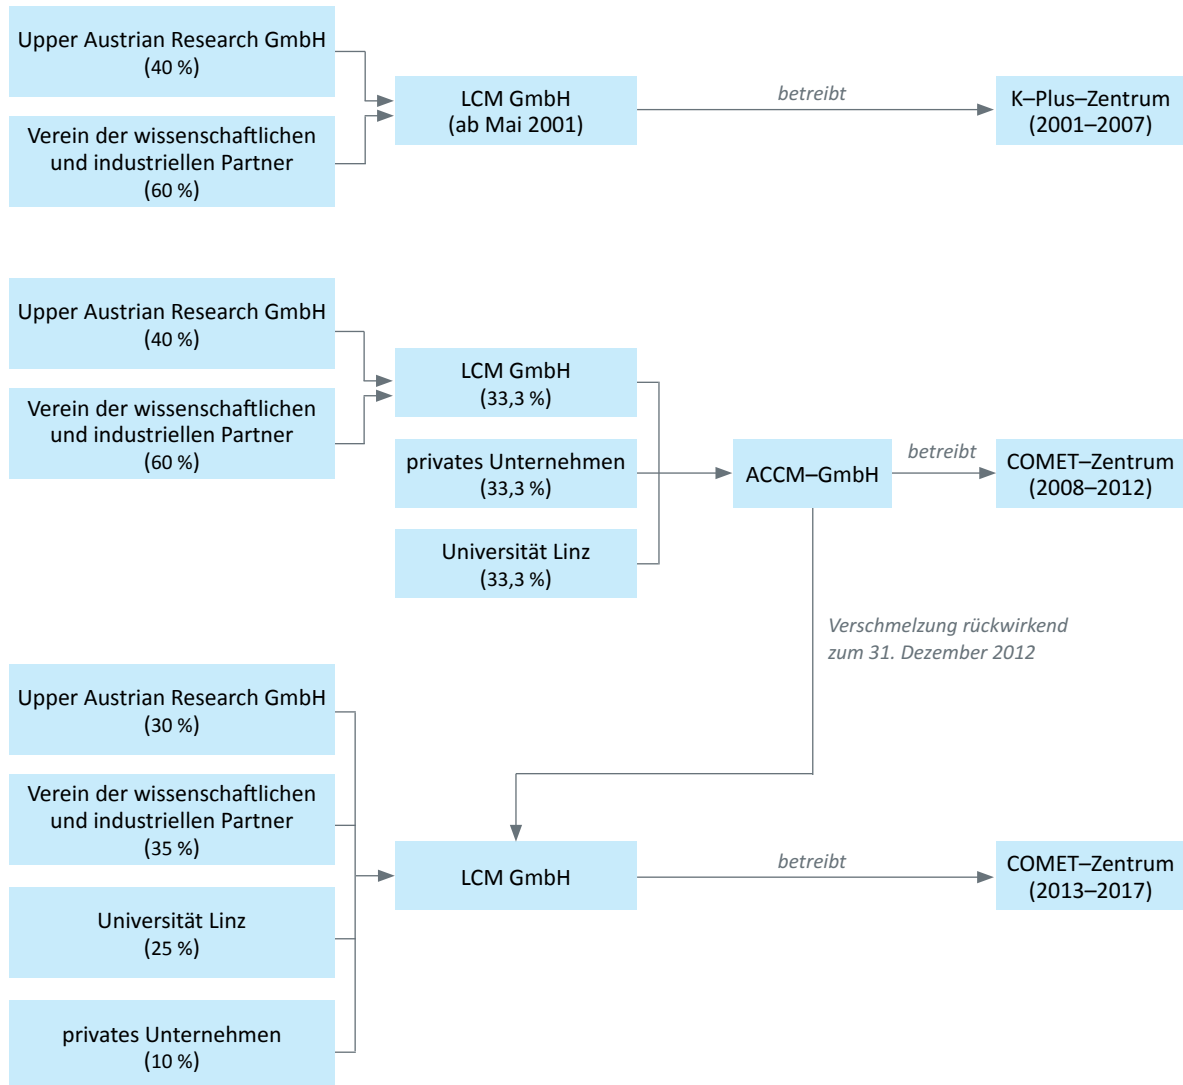 Upper Austrian Research GmbH
(40 %)
Verein der wissenschaftlichen
und industriellen Partner
(60 %)
LCM GmbH
(ab Mai 2001)
betreibt
K–Plus–Zentrum
(2001–2007)
Upper Austrian Research GmbH
(40 %)
Verein der wissenschaftlichen
und industriellen Partner
(60 %)
LCM GmbH
(33,3 %)
privates Unternehmen
(33,3 %)
Universität Linz
(33,3 %)
ACCM–GmbH
betreibt
COMET–Zentrum
(2008–2012)
Verschmelzung rückwirkend
zum 31. Dezember 2012
Upper Austrian Research GmbH
(30 %)
Verein der wissenschaftlichen
und industriellen Partner
(35 %)
Universität Linz
(25 %)
privates Unternehmen
(10 %)
LCM GmbH
betreibt
COMET–Zentrum
(2013–2017)